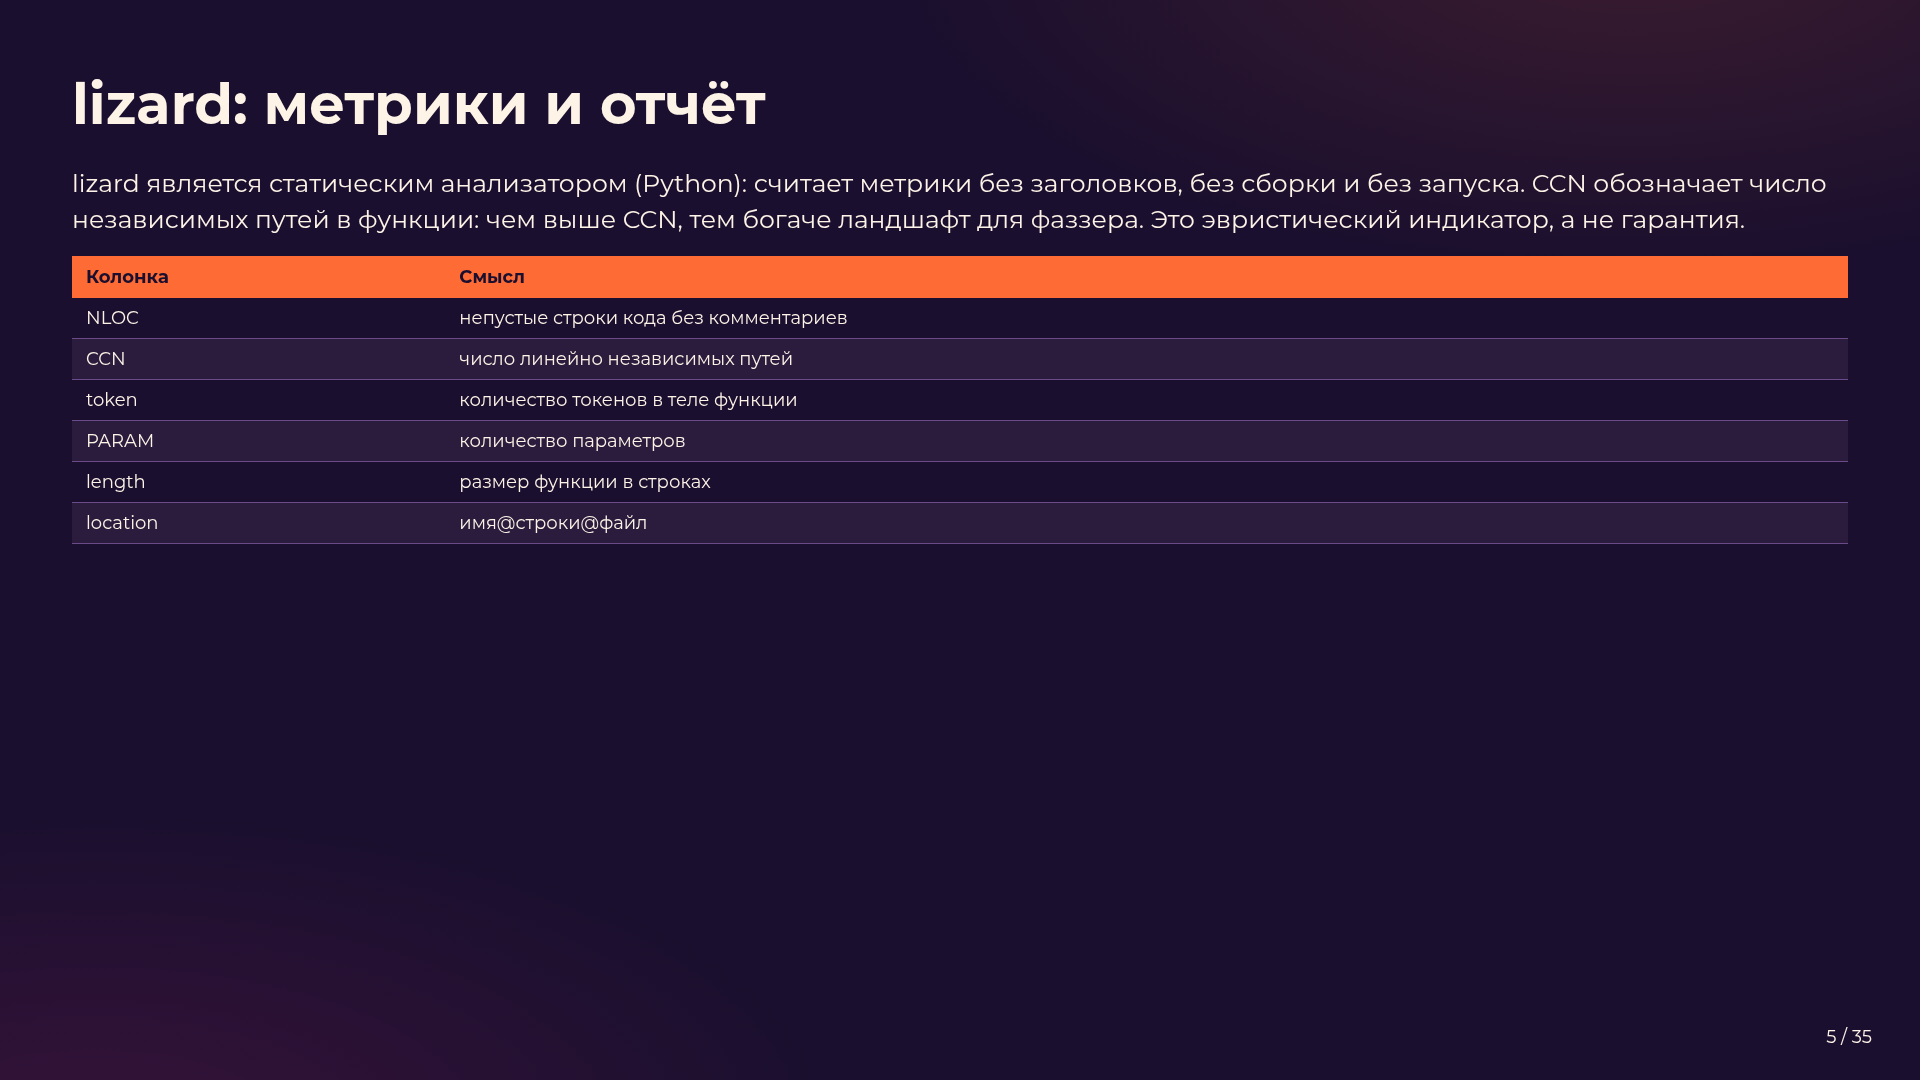 lizard: метрики и отчёт
lizard является статическим анализатором (Python): считает метрики без заголовков, без сборки и без запуска. CCN обозначает число
независимых путей в функции: чем выше CCN, тем богаче ландшафт для фаззера. Это эвристический индикатор, а не гарантия.
Колонка Смысл
NLOC непустые строки кода без комментариев
CCN число линейно независимых путей
token количество токенов в теле функции
PARAM количество параметров
length размер функции в строках
location имя@строки@файл
5 / 35